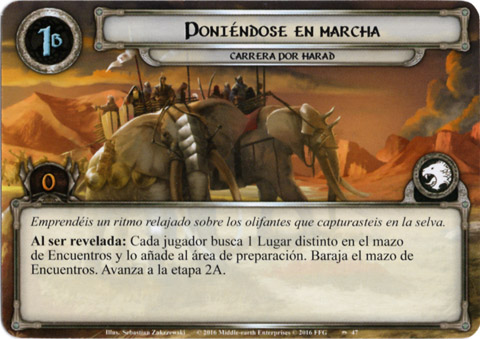 1B
PONIÉNDOSE EN MARCHA
CARRERA POR HARAD
0
Emprendéis un ritmo relajado sobre los olifantes que capturasteis en la selva.
Al ser revelada: Cada jugador busca 1 Lugar distinto en el mazo
de Encuentros y lo añade al área de preparación. Baraja el mazo de
Encuentros. Avanza a la etapa 2A.
Illus. Sebastian Zakrzewski © 2016 Middle-earth Enterprises © 2016 FFG 47